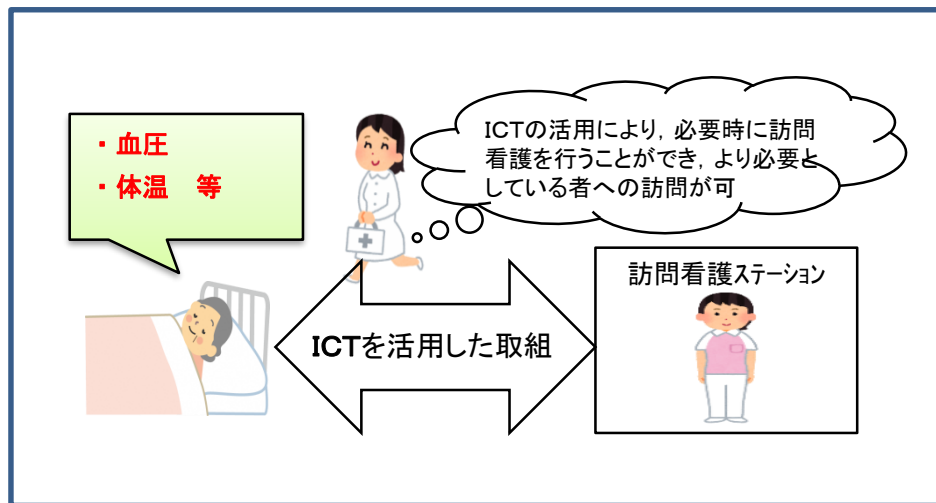 ・血圧
・体温　等
ICTの活用により，必要時に訪問
看護を行うことができ，より必要と
している者への訪問が可
訪問看護ステーション
ICTを活用した取組